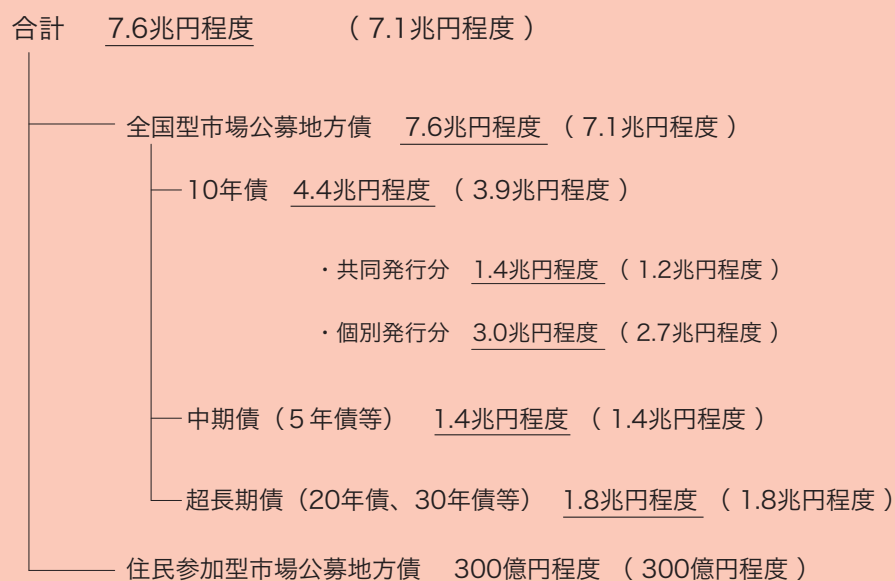 合計 7.6兆円程度 （ 7.1兆円程度 ）
全国型市場公募地方債 7.6兆円程度 （ 7.1兆円程度 ）
10年債 4.4兆円程度 （ 3.9兆円程度 ）
・共同発行分 1.4兆円程度 （ 1.2兆円程度 ）
・個別発行分 3.0兆円程度 （ 2.7兆円程度 ）
中期債（5年債等） 1.4兆円程度 （ 1.4兆円程度 ）
超長期債（20年債、30年債等） 1.8兆円程度 （ 1.8兆円程度 ）
住民参加型市場公募地方債 300億円程度 （ 300億円程度 ）